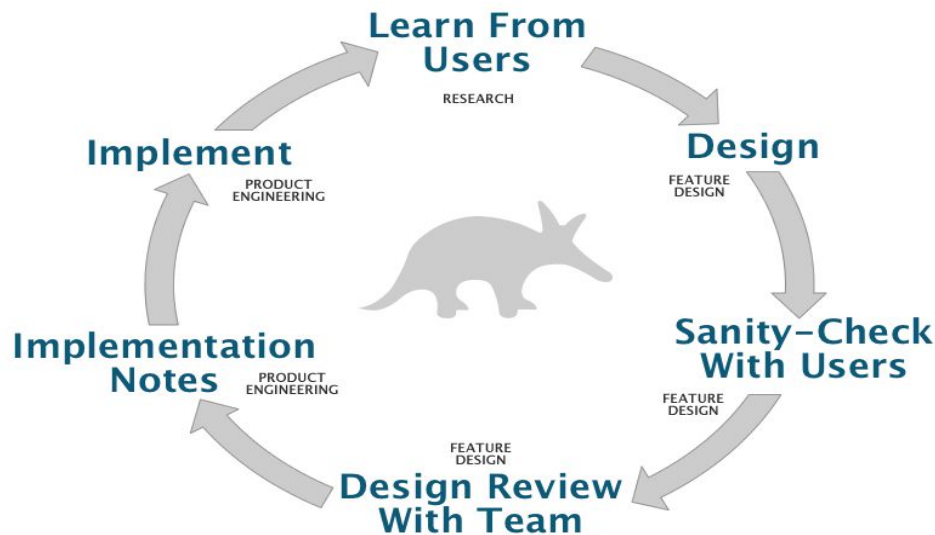 Learn From
Users
RESEARCH
Design
FEATURE
DESIGN
Sanity-Check
With Users
FEATURE
DESIGN
FEATURE
DESIGN
Design Review
With Team
Implementation
Notes
PRODUCT
ENGINEERING
Implement
PRODUCT
ENGINEERING